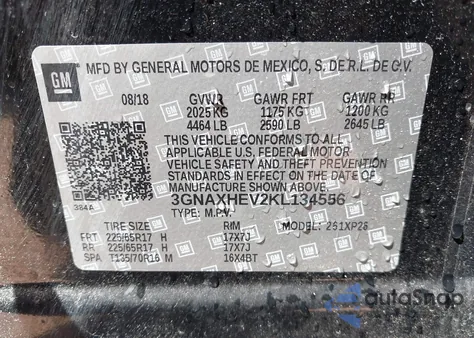 GM
MFD BY GENERAL MOTORS DE MEXICO, S. DE R.L. DE C.V.
08/18 GVWR GAWR FRT GAWR RR
2025 KG 1175 KG 1200 KG
4464 LB 2590 LB 2645 LB
THIS VEHICLE CONFORMS TO ALL
APPLICABLE U.S. FEDERAL MOTOR
VEHICLE SAFETY AND THEFT PREVENTION
STANDARDS IN EFFECT ON THE DATE OF
MANUFACTURE SHOWN ABOVE.
3GNAXHEV2KL134556
384A
TYPE: M.P.V. MODEL: 261XP26
TIRE SIZE RIM
FRT 225/65R17 H 17X7J
RR 225/65R17 H 17X7J
SPA T135/70R16 M 16X4BT
autoSnap